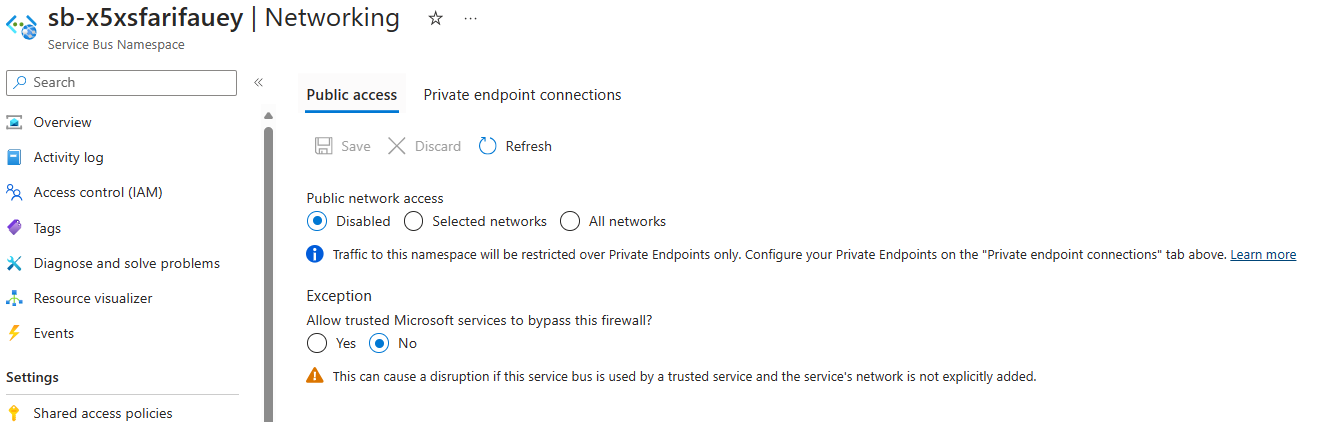 sb-x5xsfarifauey | Networking
Service Bus Namespace
Search
Overview
Activity log
Access control (IAM)
Tags
Diagnose and solve problems
Resource visualizer
Events
Settings
Shared access policies
Public access Private endpoint connections
Save Discard Refresh
Public network access
Disabled Selected networks All networks
Traffic to this namespace will be restricted over Private Endpoints only. Configure your Private Endpoints on the "Private endpoint connections" tab above. Learn more
Exception
Allow trusted Microsoft services to bypass this firewall?
Yes No
This can cause a disruption if this service bus is used by a trusted service and the service's network is not explicitly added.